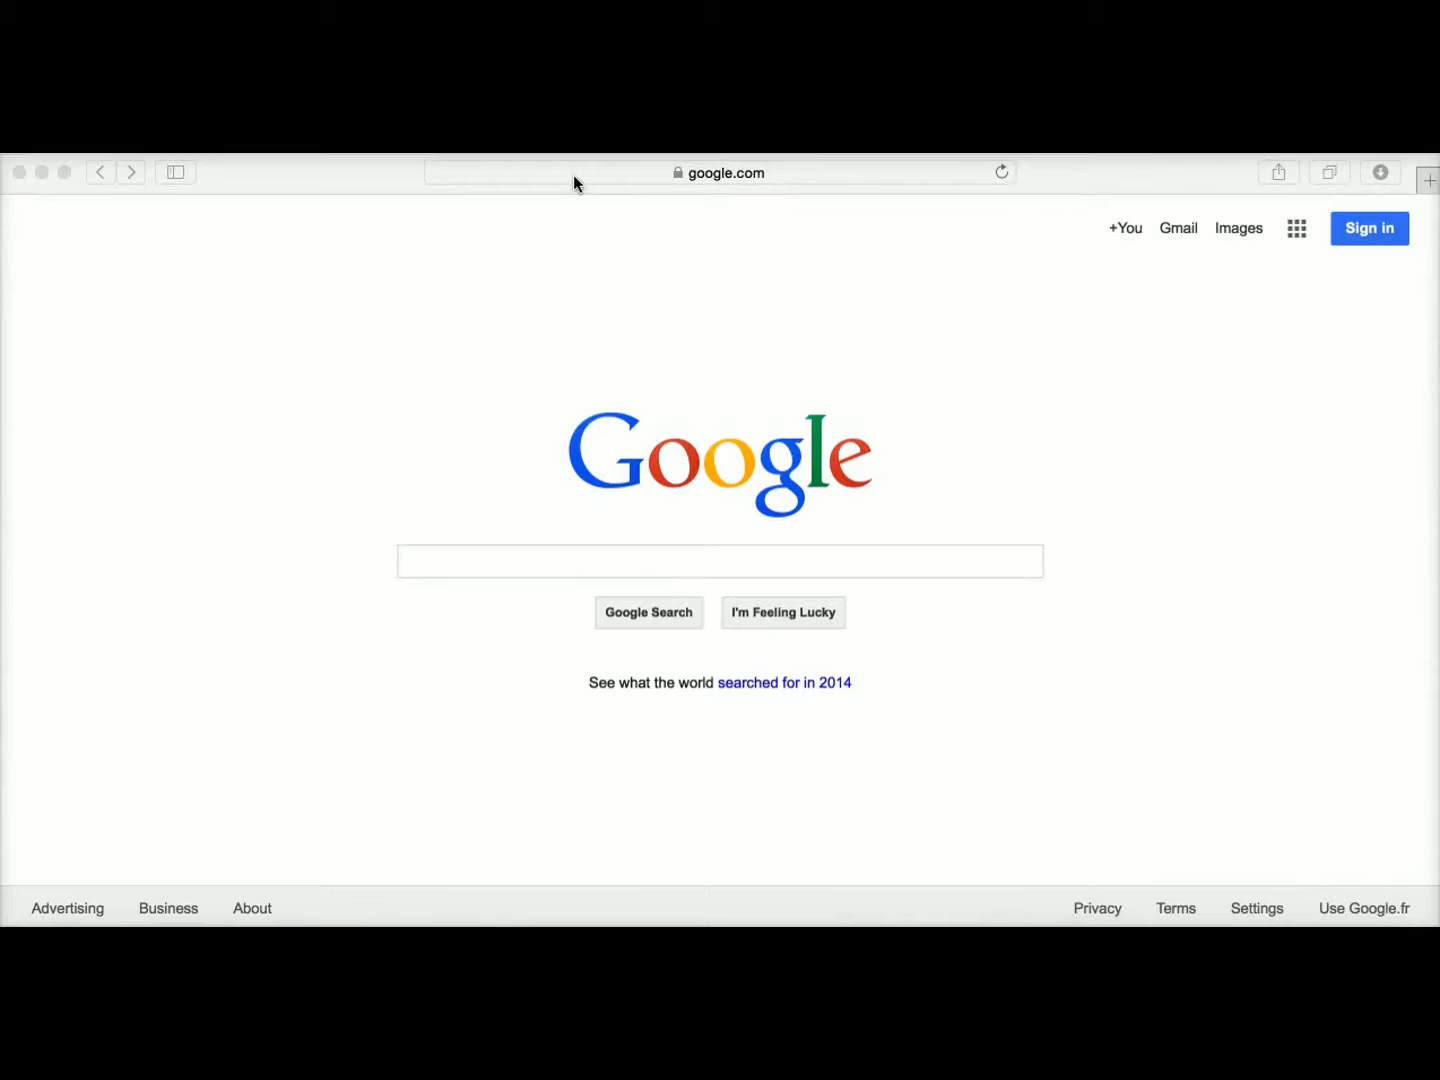 google.com
+You Gmail Images Sign in
Google
Google Search I'm Feeling Lucky
See what the world searched for in 2014
Advertising Business About Privacy Terms Settings Use Google.fr